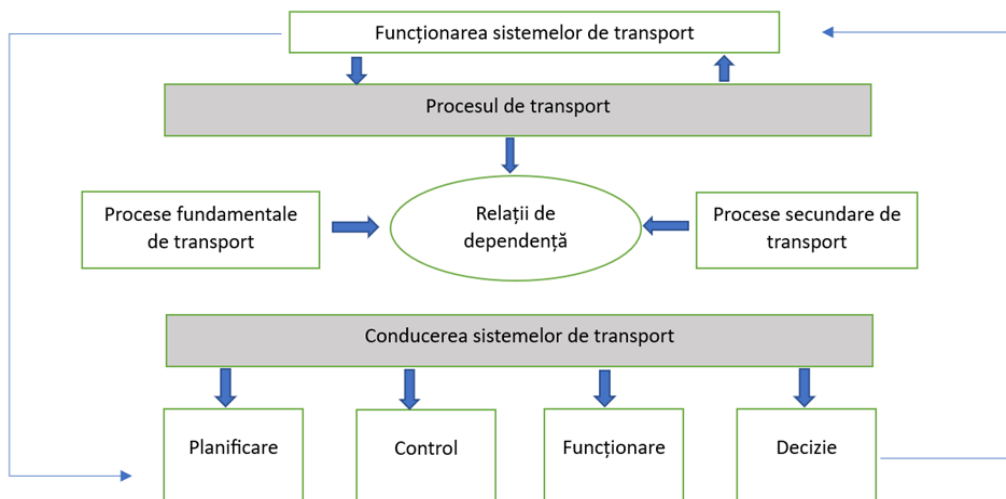 Funcționarea sistemelor de transport
Procesul de transport
Procese fundamentale
de transport
Relații de
dependență
Procese secundare de
transport
Conducerea sistemelor de transport
Planificare
Control
Funcționare
Decizie